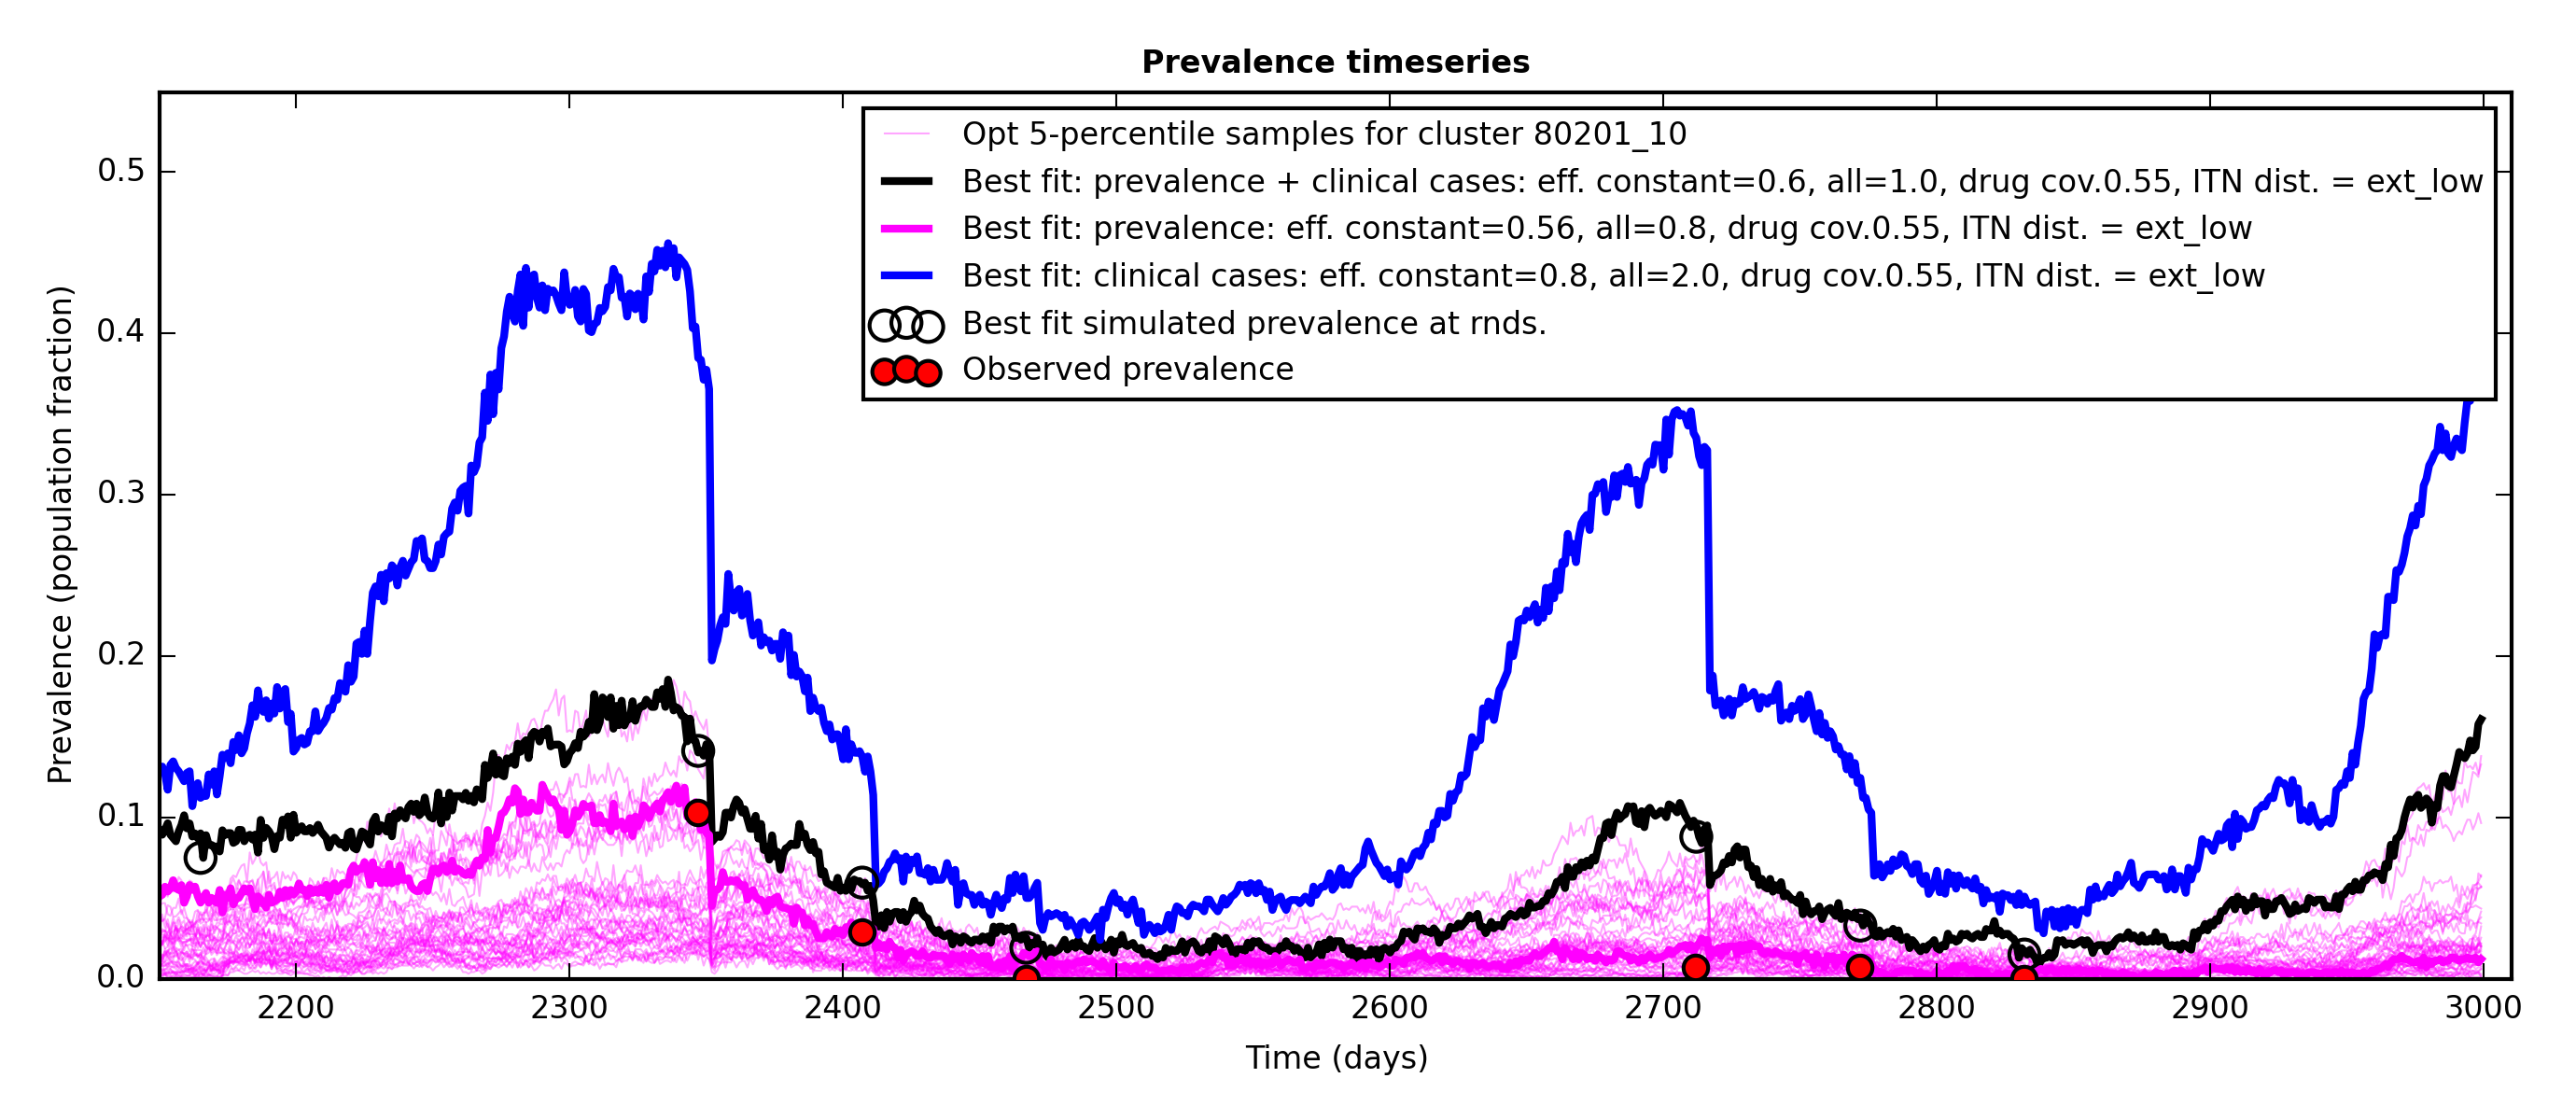 Prevalence timeseries
Opt 5-percentile samples for cluster 80201_10
Best fit: prevalence + clinical cases: eff. constant=0.6, all=1.0, drug cov.0.55, ITN dist. = ext_low
Best fit: prevalence: eff. constant=0.56, all=0.8, drug cov.0.55, ITN dist. = ext_low
Best fit: clinical cases: eff. constant=0.8, all=2.0, drug cov.0.55, ITN dist. = ext_low
Best fit simulated prevalence at rnds.
Observed prevalence
Prevalence (population fraction)
0.5
0.4
0.3
0.2
0.1
0.0
2200 2300 2400 2500 2600 2700 2800 2900 3000
Time (days)